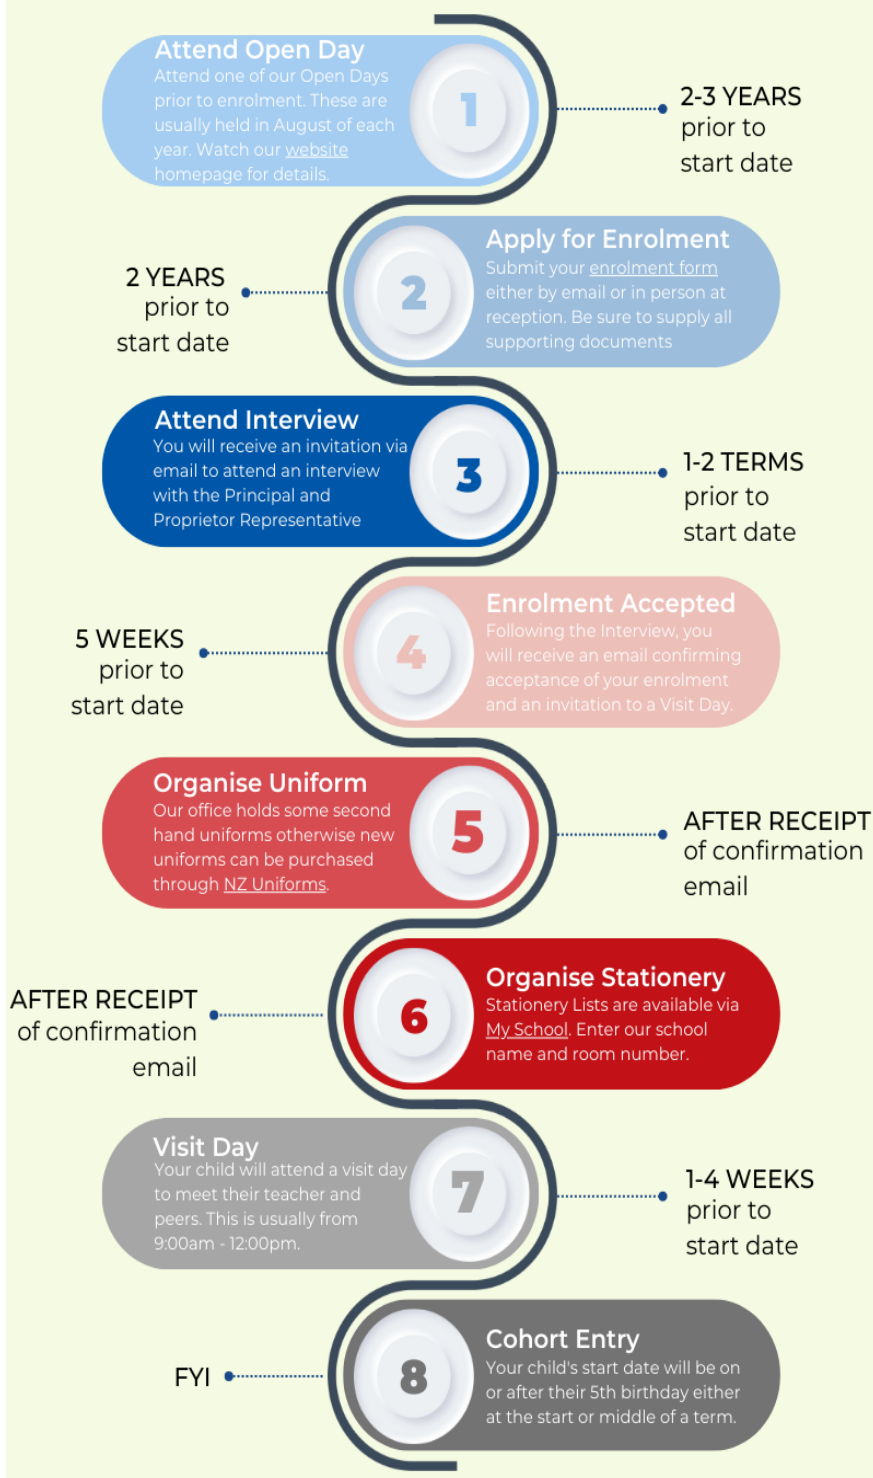 Attend Open Day
Attend one of our Open Days
prior to enrolment. These are
usually held in August of each
year. Watch our website
homepage for details.
1
2-3 YEARS
prior to
start date
2 YEARS
prior to
start date
2
Apply for Enrolment
Submit your enrolment form
either by email or in person at
reception. Be sure to supply all
supporting documents
Attend Interview
You will receive an invitation via
email to attend an interview
with the Principal and
Proprietor Representative
3
1-2 TERMS
prior to
start date
5 WEEKS
prior to
start date
4
Enrolment Accepted
Following the Interview, you
will receive an email confirming
acceptance of your enrolment
and an invitation to a Visit Day.
Organise Uniform
Our office holds some second
hand uniforms otherwise new
uniforms can be purchased
through NZ Uniforms.
5
AFTER RECEIPT
of confirmation
email
AFTER RECEIPT
of confirmation
email
6
Organise Stationery
Stationery Lists are available via
My School. Enter our school
name and room number.
Visit Day
Your child will attend a visit day
to meet their teacher and
peers. This is usually from
9:00am - 12:00pm.
7
1-4 WEEKS
prior to
start date
FYI
8
Cohort Entry
Your child's start date will be on
or after their 5th birthday either
at the start or middle of a term.